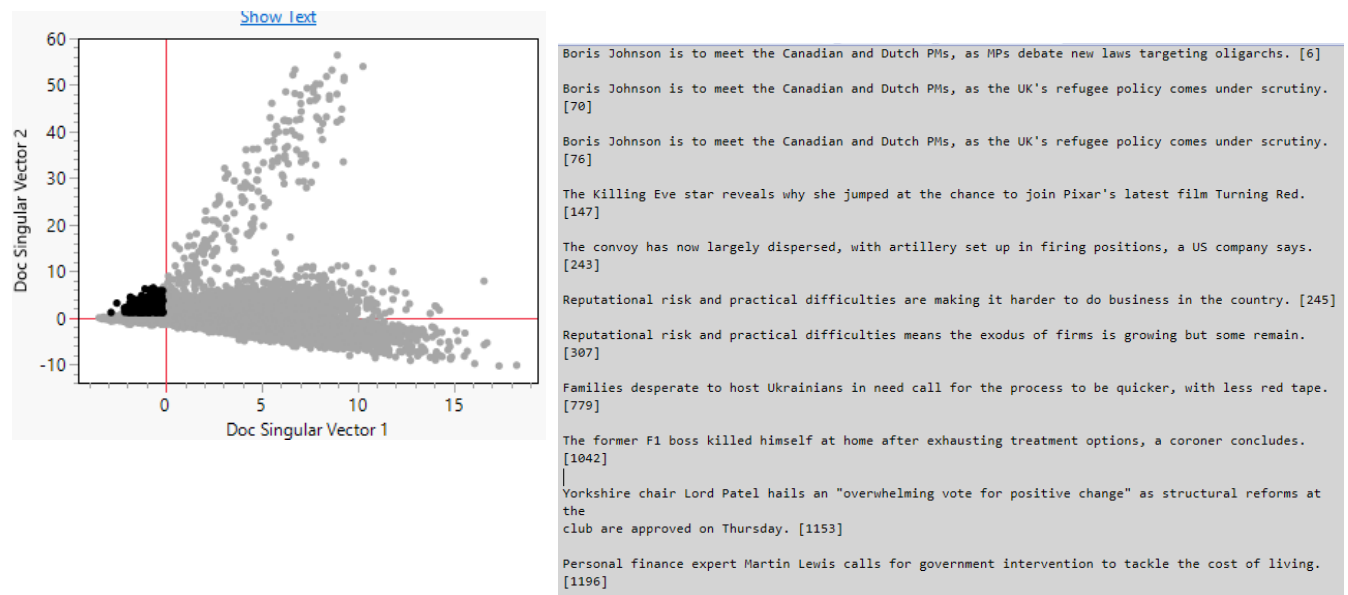 Show Text
60
50
40
30
20
10
0
-10
Doc Singular Vector 2
0 5 10 15
Doc Singular Vector 1
Boris Johnson is to meet the Canadian and Dutch PMs, as MPs debate new laws targeting oligarchs. [6]
Boris Johnson is to meet the Canadian and Dutch PMs, as the UK's refugee policy comes under scrutiny.
[70]
Boris Johnson is to meet the Canadian and Dutch PMs, as the UK's refugee policy comes under scrutiny.
[76]
The Killing Eve star reveals why she jumped at the chance to join Pixar's latest film Turning Red.
[147]
The convoy has now largely dispersed, with artillery set up in firing positions, a US company says.
[243]
Reputational risk and practical difficulties are making it harder to do business in the country. [245]
Reputational risk and practical difficulties means the exodus of firms is growing but some remain.
[307]
Families desperate to host Ukrainians in need call for the process to be quicker, with less red tape.
[779]
The former F1 boss killed himself at home after exhausting treatment options, a coroner concludes.
[1042]
Yorkshire chair Lord Patel hails an "overwhelming vote for positive change" as structural reforms at
the
club are approved on Thursday. [1153]
Personal finance expert Martin Lewis calls for government intervention to tackle the cost of living.
[1196]